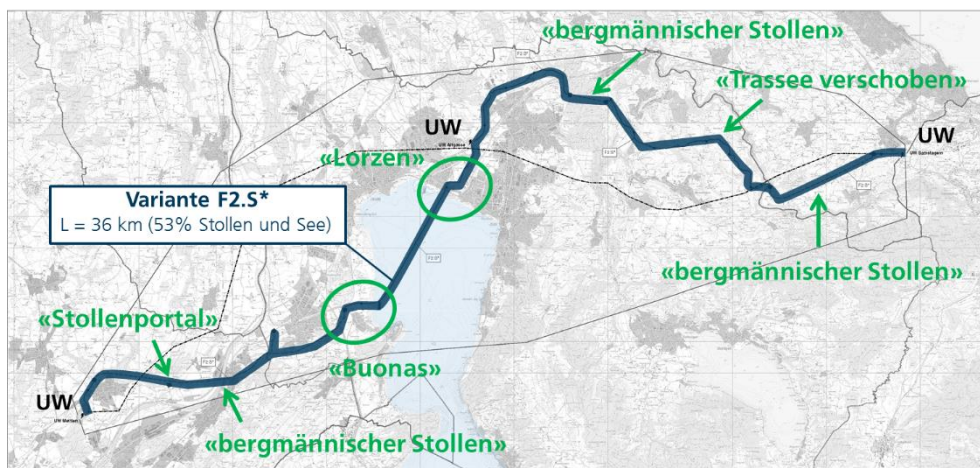 «bergmännischer Stollen»
«Trassee verschoben»
UW
UW
«Lorzen»
Variante F2.S*
L = 36 km (53% Stollen und See)
«bergmännischer Stollen»
«Stollenportal»
«Buonas»
UW
«bergmännischer Stollen»